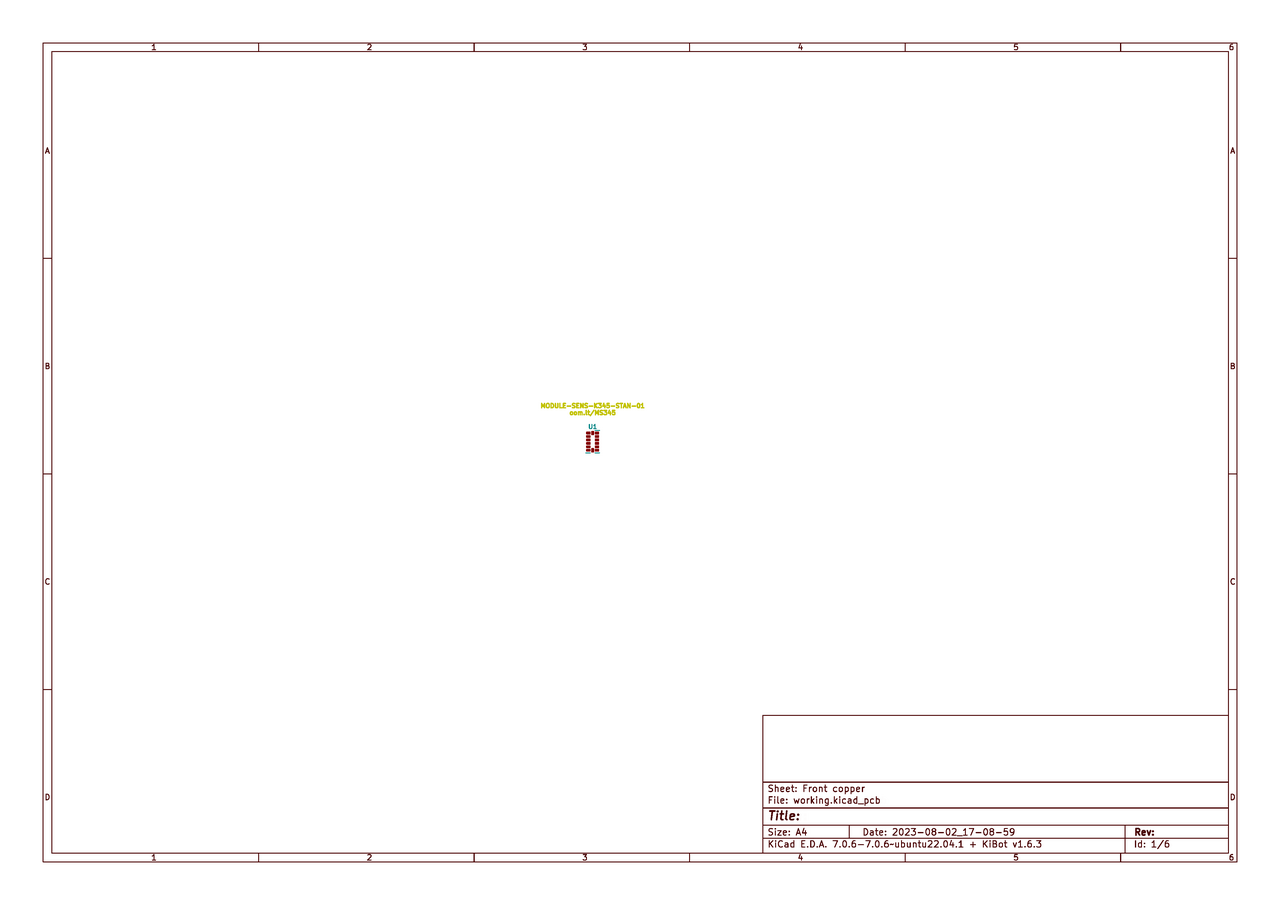 1 2 3 4 5 6
A A
B B
MODULE-SENS-K345-STAN-01
oom.lt/MS345
U1
C C
Sheet: Front copper
File: working.kicad_pcb
D D
Title:
Size: A4 Date: 2023-08-02_17-08-59 Rev:
KiCad E.D.A. 7.0.6-7.0.6~ubuntu22.04.1 + KiBot v1.6.3 Id: 1/6
1 2 3 4 5 6